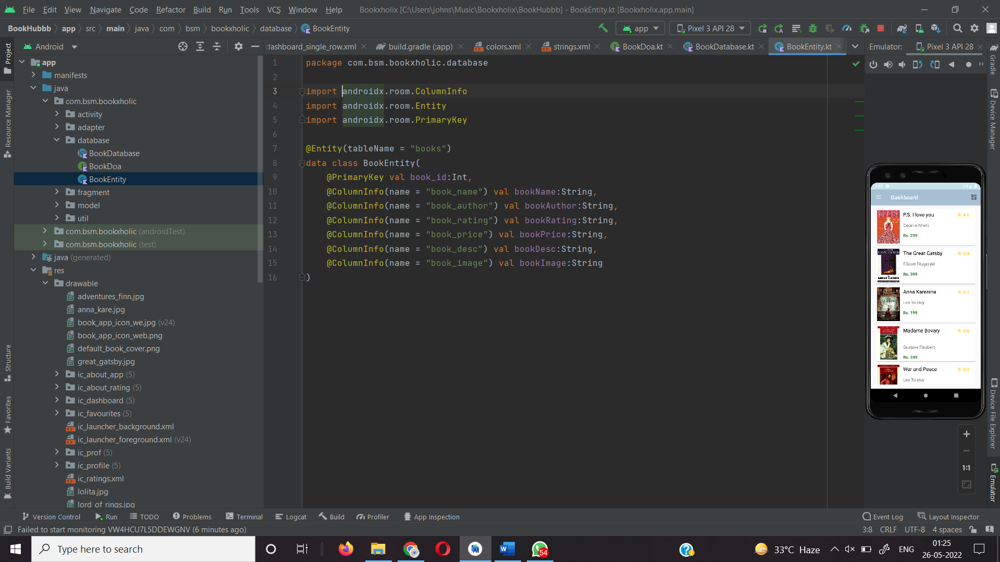 File Edit View Navigate Code Refactor Build Run Tools VCS Window Help Bookxholix [C:\Users\johns\Music\Bookxholix\BookHubbb] - BookEntity.kt [Bookxholix.app.main]
BookHubbb app src main java com bsm bookxholic database BookEntity app Pixel 3 API 28
Android dashboard_single_row.xml build.gradle (:app) colors.xml strings.xml BookDoa.kt BookDatabase.kt BookEntity.kt Emulator: Pixel 3 API 28
Project
Resource Manager
Structure
Favorites
Build Variants
app
manifests
java
com.bsm.bookxholic
activity
adapter
database
BookDatabase
BookDoa
BookEntity
fragment
model
util
com.bsm.bookxholic (androidTest)
com.bsm.bookxholic (test)
java (generated)
res
drawable
adventures_finn.jpg
anna_kare.jpg
book_app_icon_we.jpg (v24)
book_app_icon_web.png
default_book_cover.png
great_gatsby.jpg
ic_about_app (5)
ic_about_rating (5)
ic_dashboard (5)
ic_favourites (5)
ic_launcher_background.xml
ic_launcher_foreground.xml (v24)
ic_prof (5)
ic_profile (5)
ic_ratings.xml
lolita.jpg
lord_of_rings.jpg
1 package com.bsm.bookxholic.database
2
3 import androidx.room.ColumnInfo
4 import androidx.room.Entity
5 import androidx.room.PrimaryKey
6
7 @Entity(tableName = "books")
8 data class BookEntity(
9 @PrimaryKey val book_id:Int,
10 @ColumnInfo(name = "book_name") val bookName:String,
11 @ColumnInfo(name = "book_author") val bookAuthor:String,
12 @ColumnInfo(name = "book_rating") val bookRating:String,
13 @ColumnInfo(name = "book_price") val bookPrice:String,
14 @ColumnInfo(name = "book_desc") val bookDesc:String,
15 @ColumnInfo(name = "book_image") val bookImage:String
16 )
Dashboard
P.S. I love you 4.0
Cecelia Ahern
Rs. 299
The Great Gatsby 3.9
F.Scott Fitzgerald
Rs. 399
Anna Karenina 4.1
Leo Tolstoy
Rs. 199
Madame Bovary 3.6
Gustave Flaubert
Rs. 249
War and Peace 4.2
Leo Tolstoy
1:1
Gradle
Device Manager
Device File Explorer
Emulator
Version Control Run TODO Problems Terminal Logcat Build Profiler App Inspection Event Log Layout Inspector
Failed to start monitoring VW4HCU7L5DDEWGNV (6 minutes ago) 3:8 CRLF UTF-8 4 spaces
Type here to search 54 33°C Haze ENG 01:25
26-05-2022